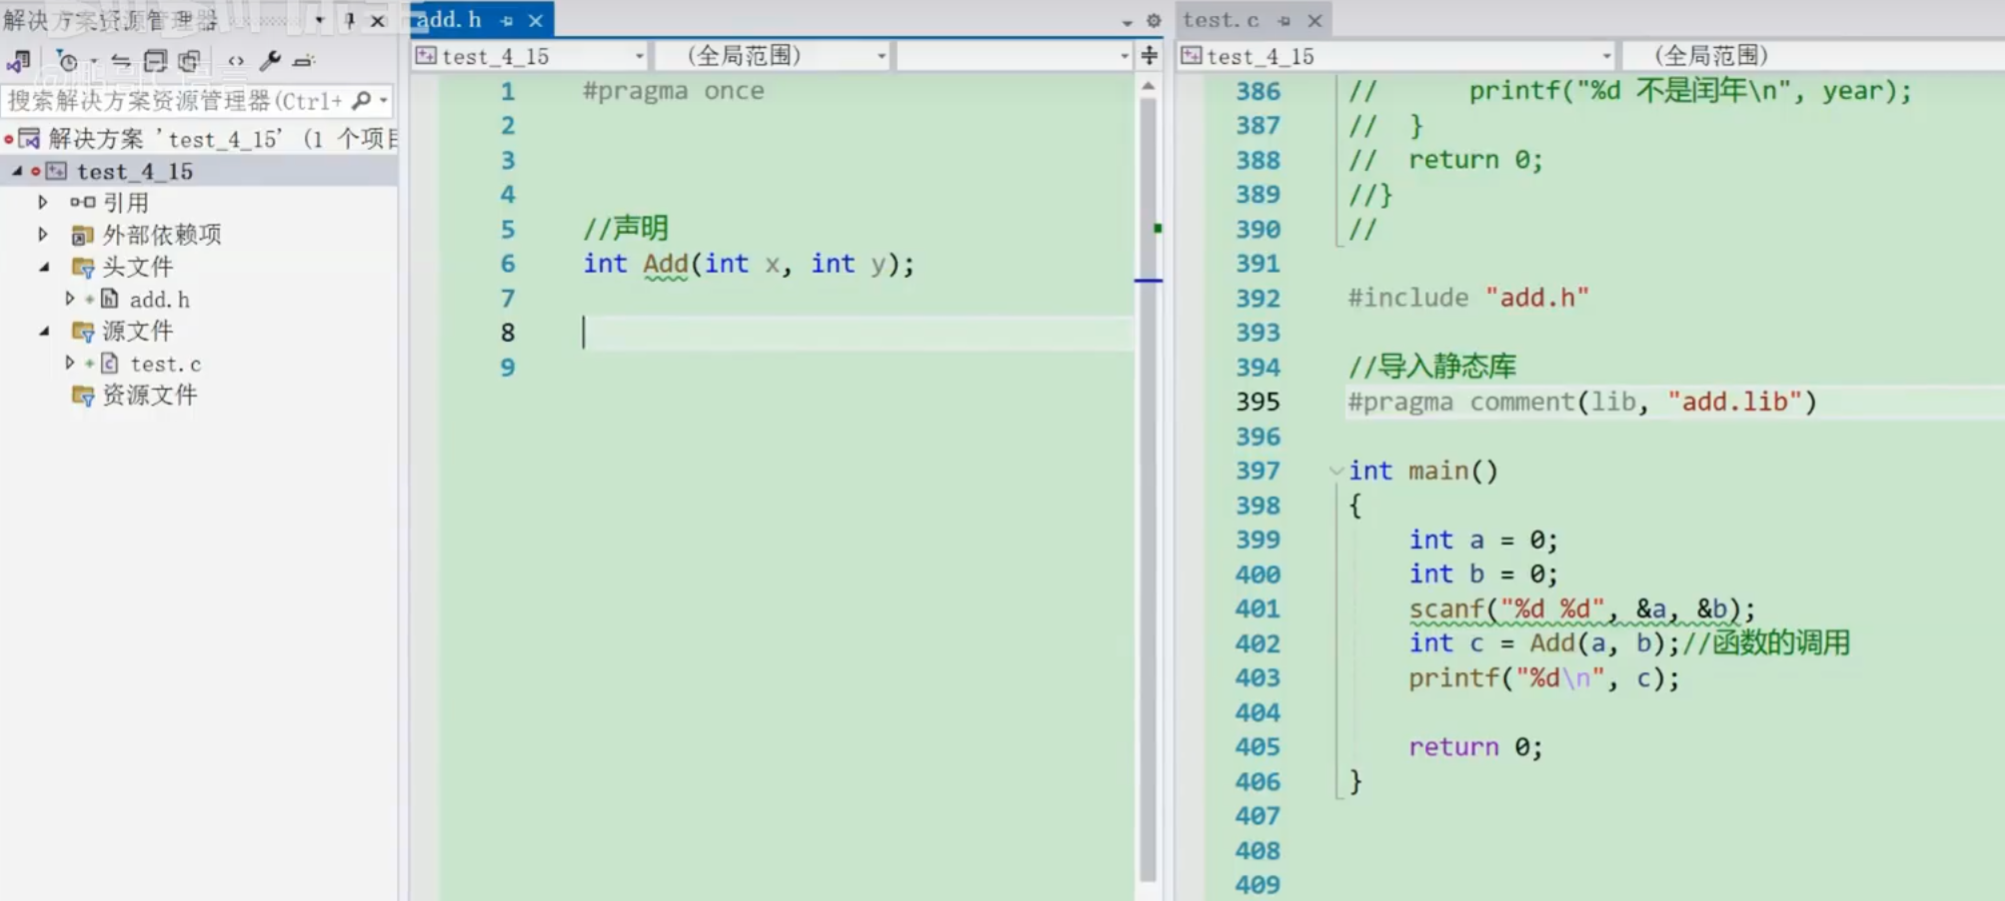 解决方案资源管理器
搜索解决方案资源管理器(Ctrl+
解决方案 'test_4_15' (1 个项目
test_4_15
引用
外部依赖项
头文件
add.h
源文件
test.c
资源文件
add.h
test_4_15
(全局范围)
1 #pragma once
2
3
4
5 //声明
6 int Add(int x, int y);
7
8
9
test.c
test_4_15
(全局范围)
386 // printf("%d 不是闰年\n", year);
387 // }
388 // return 0;
389 //}
390 //
391
392 #include "add.h"
393
394 //导入静态库
395 #pragma comment(lib, "add.lib")
396
397 int main()
398 {
399 int a = 0;
400 int b = 0;
401 scanf("%d %d", &a, &b);
402 int c = Add(a, b);//函数的调用
403 printf("%d\n", c);
404
405 return 0;
406 }
407
408
409